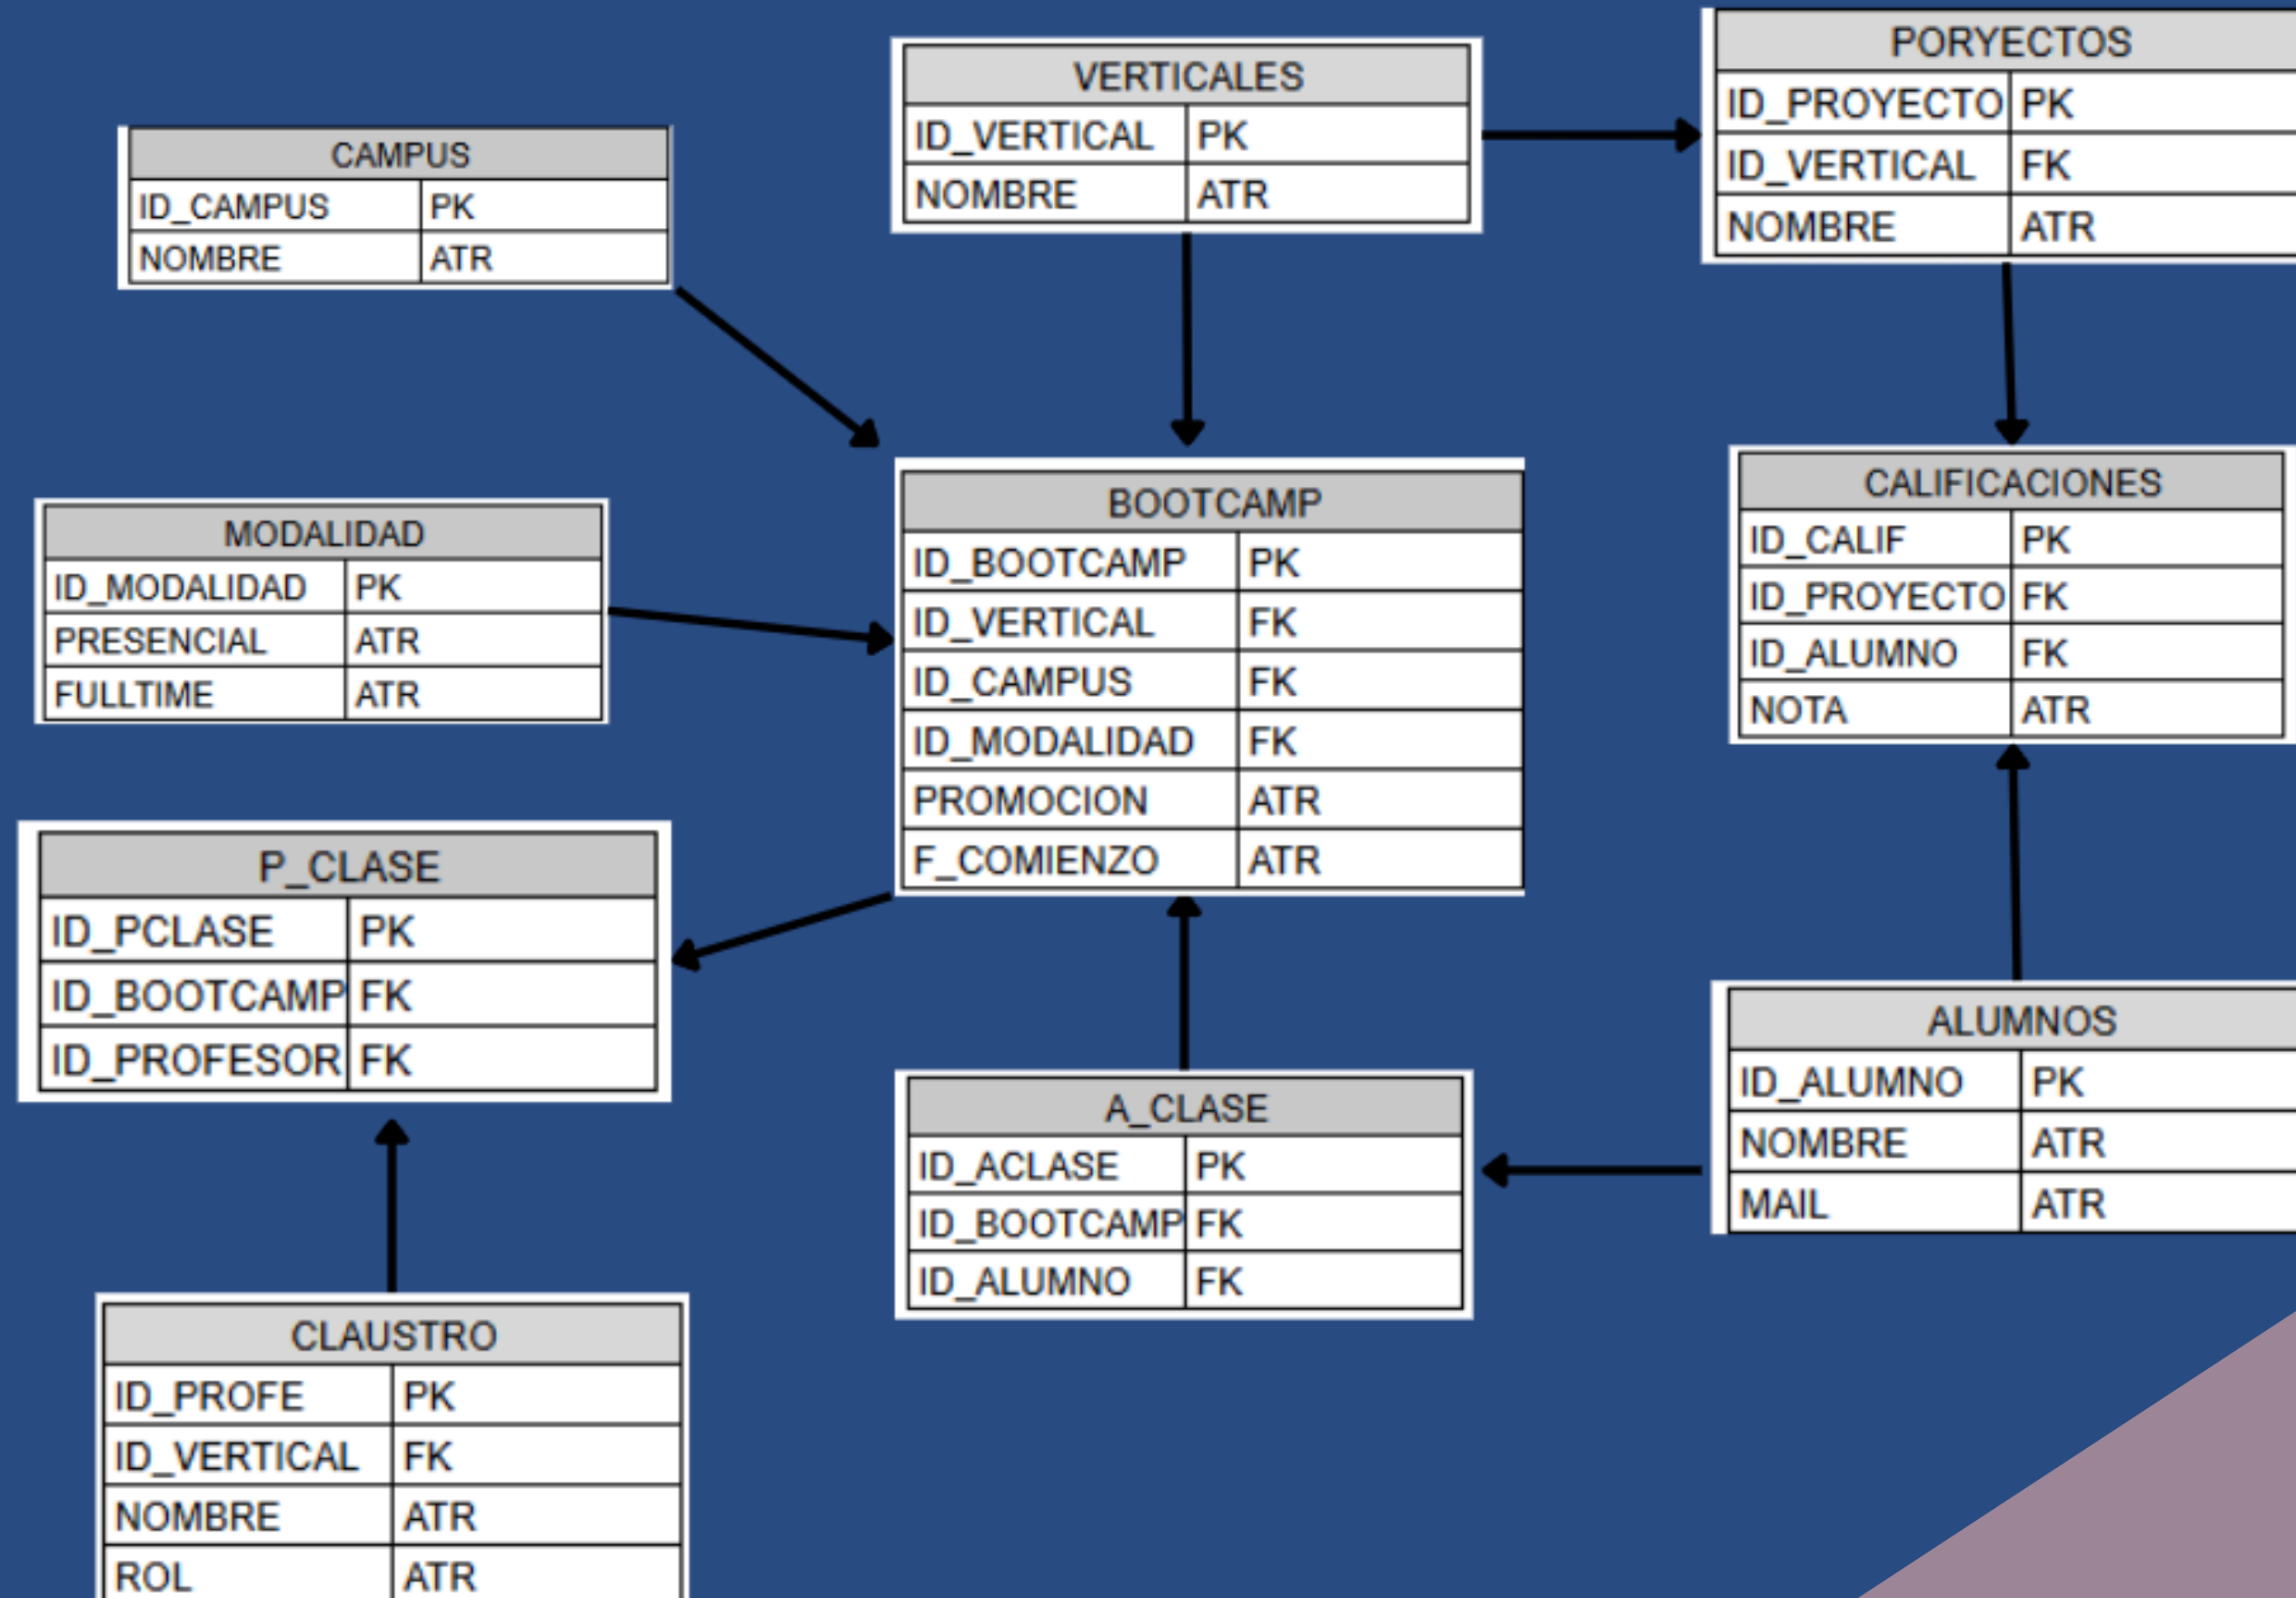 CAMPUS
ID_CAMPUS PK
NOMBRE ATR
VERTICALES
ID_VERTICAL PK
NOMBRE ATR
PORYECTOS
ID_PROYECTO PK
ID_VERTICAL FK
NOMBRE ATR
MODALIDAD
ID_MODALIDAD PK
PRESENCIAL ATR
FULLTIME ATR
BOOTCAMP
ID_BOOTCAMP PK
ID_VERTICAL FK
ID_CAMPUS FK
ID_MODALIDAD FK
PROMOCION ATR
F_COMIENZO ATR
CALIFICACIONES
ID_CALIF PK
ID_PROYECTO FK
ID_ALUMNO FK
NOTA ATR
P_CLASE
ID_PCLASE PK
ID_BOOTCAMP FK
ID_PROFESOR FK
A_CLASE
ID_ACLASE PK
ID_BOOTCAMP FK
ID_ALUMNO FK
ALUMNOS
ID_ALUMNO PK
NOMBRE ATR
MAIL ATR
CLAUSTRO
ID_PROFE PK
ID_VERTICAL FK
NOMBRE ATR
ROL ATR